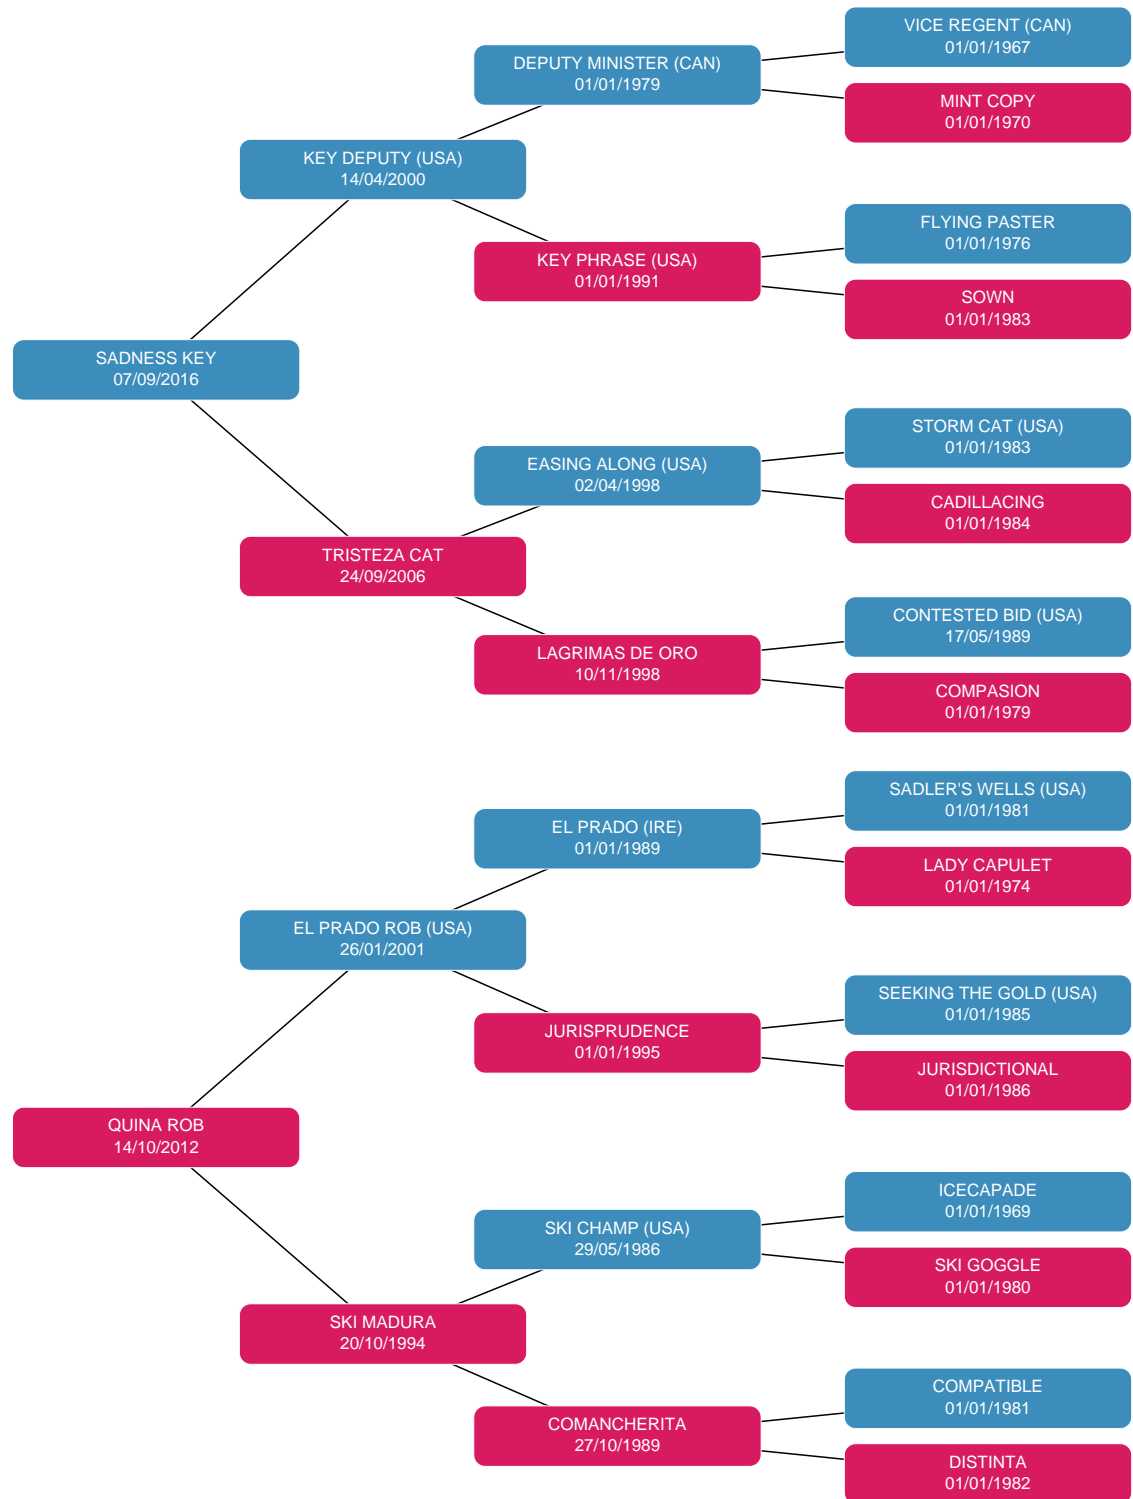 VICE REGENT (CAN)
01/01/1967
DEPUTY MINISTER (CAN)
01/01/1979
MINT COPY
01/01/1970
KEY DEPUTY (USA)
14/04/2000
FLYING PASTER
01/01/1976
KEY PHRASE (USA)
01/01/1991
SOWN
01/01/1983
SADNESS KEY
07/09/2016
STORM CAT (USA)
01/01/1983
EASING ALONG (USA)
02/04/1998
CADILLACING
01/01/1984
TRISTEZA CAT
24/09/2006
CONTESTED BID (USA)
17/05/1989
LAGRIMAS DE ORO
10/11/1998
COMPASION
01/01/1979
SADLER'S WELLS (USA)
01/01/1981
EL PRADO (IRE)
01/01/1989
LADY CAPULET
01/01/1974
EL PRADO ROB (USA)
26/01/2001
SEEKING THE GOLD (USA)
01/01/1985
JURISPRUDENCE
01/01/1995
JURISDICTIONAL
01/01/1986
QUINA ROB
14/10/2012
ICECAPADE
01/01/1969
SKI CHAMP (USA)
29/05/1986
SKI GOGGLE
01/01/1980
SKI MADURA
20/10/1994
COMPATIBLE
01/01/1981
COMANCHERITA
27/10/1989
DISTINTA
01/01/1982